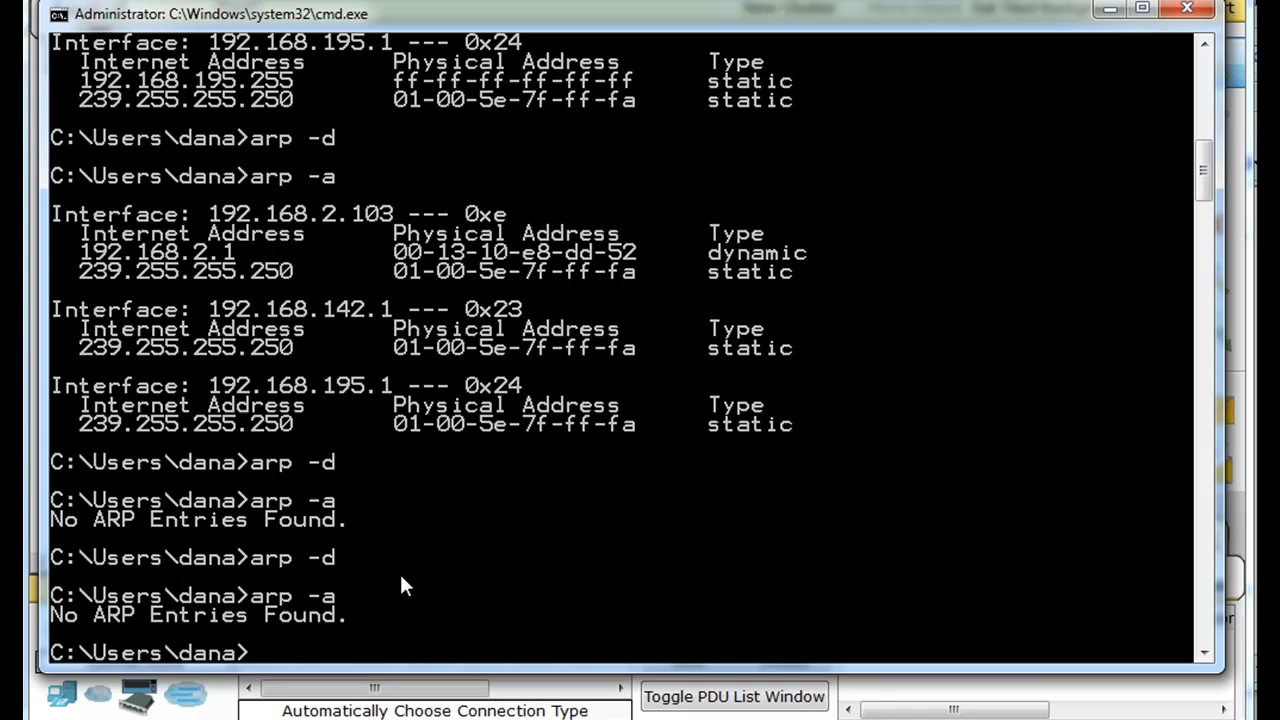 Administrator: C:\Windows\system32\cmd.exe
Interface: 192.168.195.1 --- 0x24
Internet Address Physical Address Type
192.168.195.255 ff-ff-ff-ff-ff-ff static
239.255.255.250 01-00-5e-7f-ff-fa static
C:\Users\dana>arp -d
C:\Users\dana>arp -a
Interface: 192.168.2.103 --- 0xe
Internet Address Physical Address Type
192.168.2.1 00-13-10-e8-dd-52 dynamic
239.255.255.250 01-00-5e-7f-ff-fa static
Interface: 192.168.142.1 --- 0x23
Internet Address Physical Address Type
239.255.255.250 01-00-5e-7f-ff-fa static
Interface: 192.168.195.1 --- 0x24
Internet Address Physical Address Type
239.255.255.250 01-00-5e-7f-ff-fa static
C:\Users\dana>arp -d
C:\Users\dana>arp -a
No ARP Entries Found.
C:\Users\dana>arp -d
C:\Users\dana>arp -a
No ARP Entries Found.
C:\Users\dana>
Toggle PDU List Window
Automatically Choose Connection Type